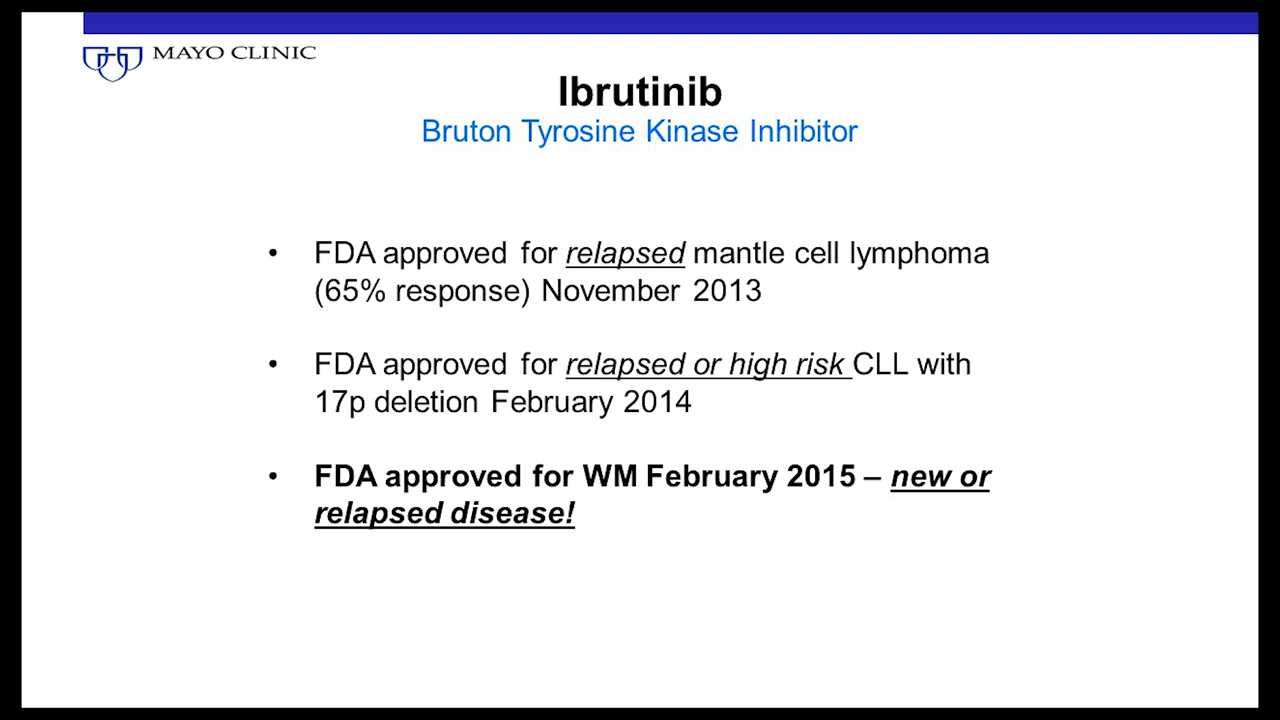 MAYO CLINIC
Ibrutinib
Bruton Tyrosine Kinase Inhibitor
• FDA approved for relapsed mantle cell lymphoma
(65% response) November 2013
• FDA approved for relapsed or high risk CLL with
17p deletion February 2014
• FDA approved for WM February 2015 – new or
relapsed disease!